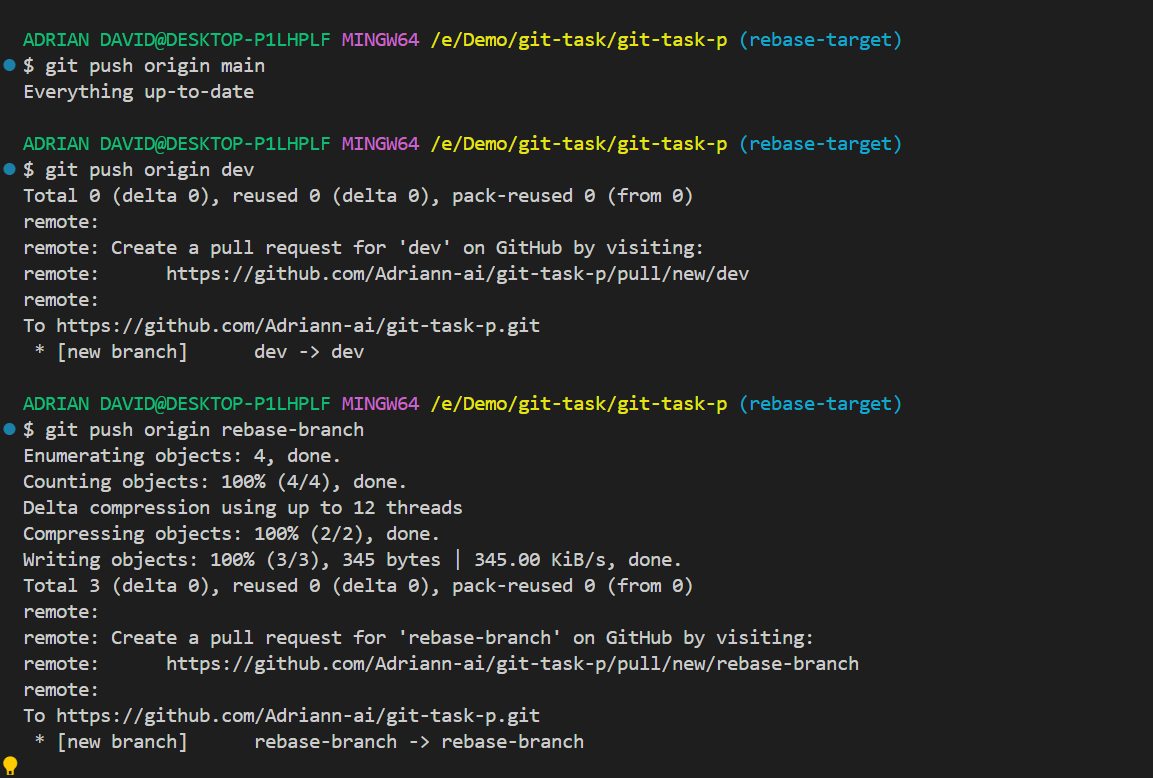 ADRIAN DAVID@DESKTOP-P1LHPLF MINGW64 /e/Demo/git-task/git-task-p (rebase-target)
$ git push origin main
Everything up-to-date
ADRIAN DAVID@DESKTOP-P1LHPLF MINGW64 /e/Demo/git-task/git-task-p (rebase-target)
$ git push origin dev
Total 0 (delta 0), reused 0 (delta 0), pack-reused 0 (from 0)
remote:
remote: Create a pull request for 'dev' on GitHub by visiting:
remote:      https://github.com/Adriann-ai/git-task-p/pull/new/dev
remote:
To https://github.com/Adriann-ai/git-task-p.git
 * [new branch]      dev -> dev
ADRIAN DAVID@DESKTOP-P1LHPLF MINGW64 /e/Demo/git-task/git-task-p (rebase-target)
$ git push origin rebase-branch
Enumerating objects: 4, done.
Counting objects: 100% (4/4), done.
Delta compression using up to 12 threads
Compressing objects: 100% (2/2), done.
Writing objects: 100% (3/3), 345 bytes | 345.00 KiB/s, done.
Total 3 (delta 0), reused 0 (delta 0), pack-reused 0 (from 0)
remote:
remote: Create a pull request for 'rebase-branch' on GitHub by visiting:
remote:      https://github.com/Adriann-ai/git-task-p/pull/new/rebase-branch
remote:
To https://github.com/Adriann-ai/git-task-p.git
 * [new branch]      rebase-branch -> rebase-branch